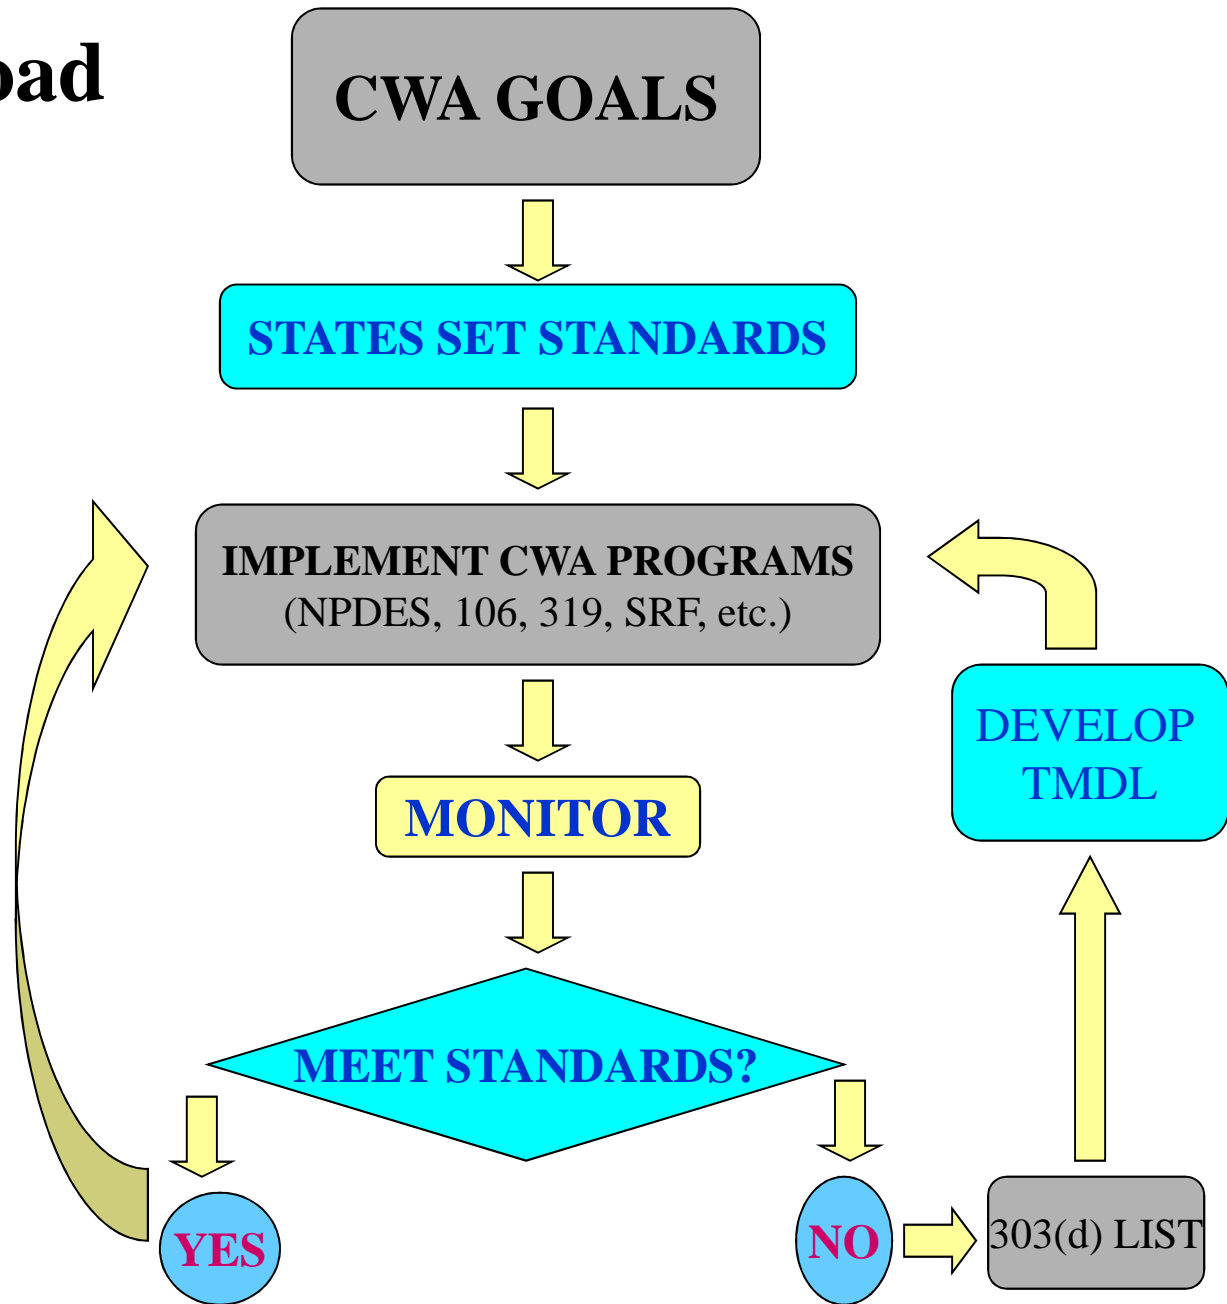 oad
CWA GOALS
STATES SET STANDARDS
IMPLEMENT CWA PROGRAMS
(NPDES, 106, 319, SRF, etc.)
DEVELOP
TMDL
MONITOR
MEET STANDARDS?
YES
NO
303(d) LIST